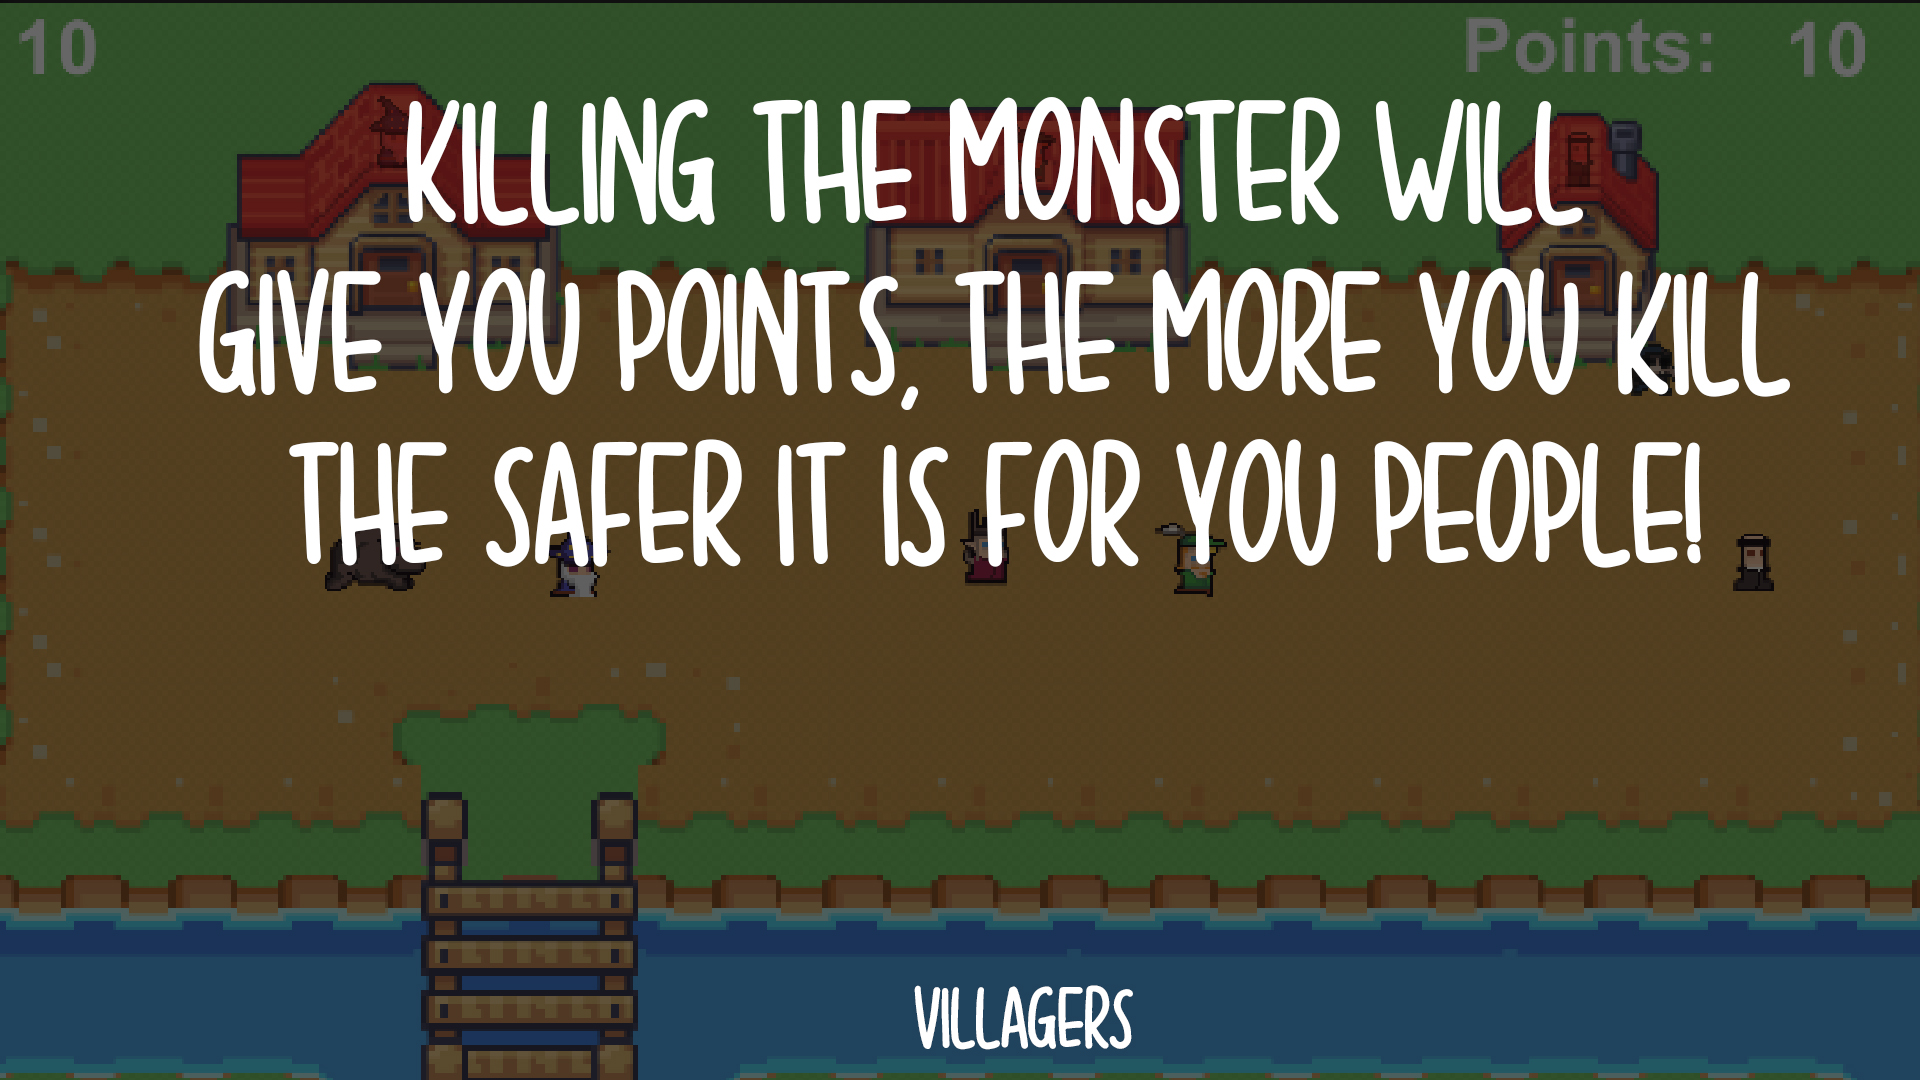 10
Points: 10
KILLING THE MONSTER WILL
GIVE YOU POINTS, THE MORE YOU KILL
THE SAFER IT IS FOR YOU PEOPLE!
VILLAGERS